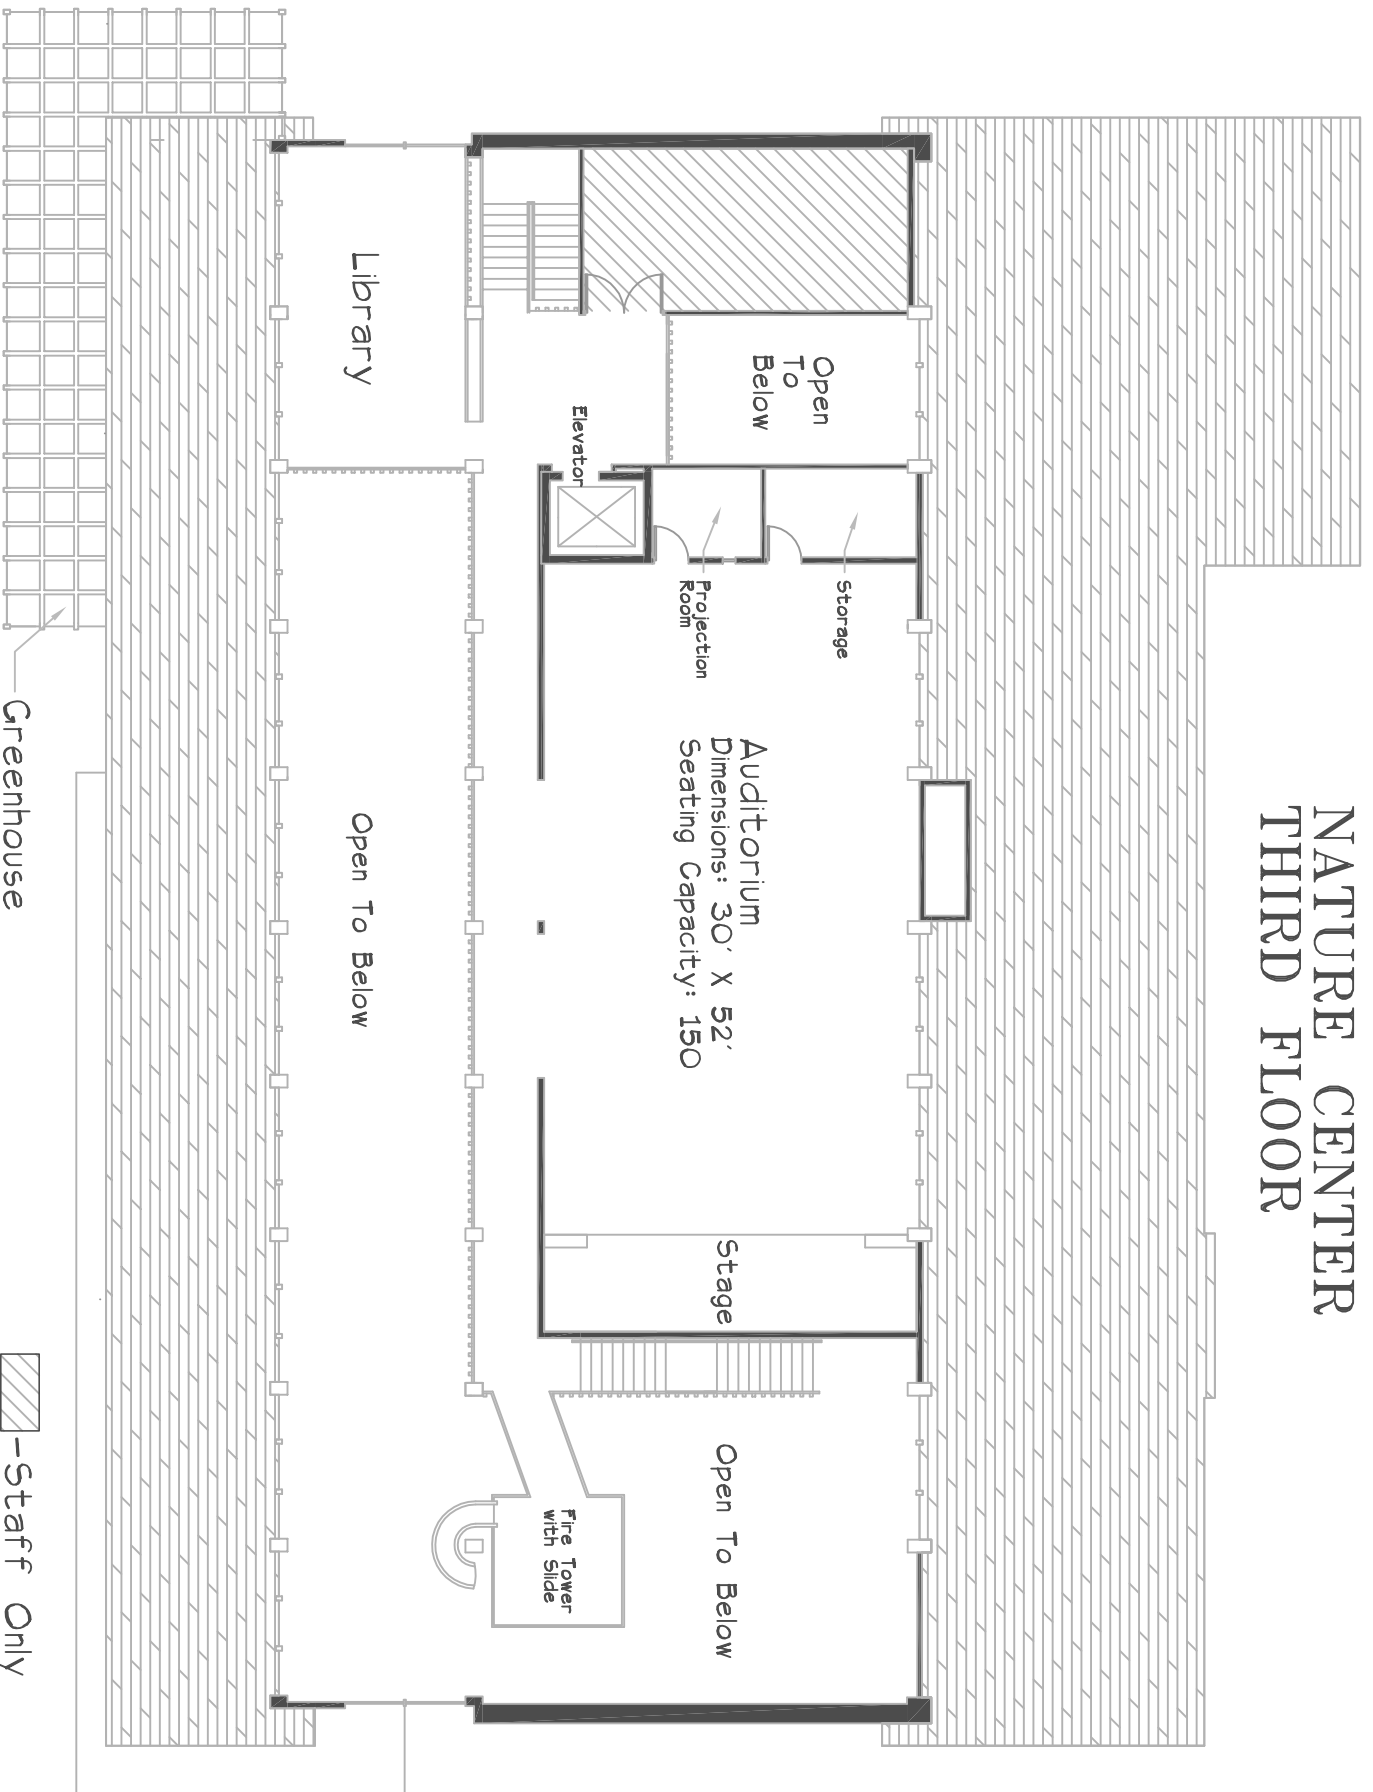 NATURE CENTER
THIRD FLOOR
Open
To
Below
Storage
Projection
Room
Elevator
Library
Auditorium
Dimensions: 30' X 52'
Seating Capacity: 150
Stage
Open To Below
Open To Below
Fire Tower
with Slide
Greenhouse
-Staff Only